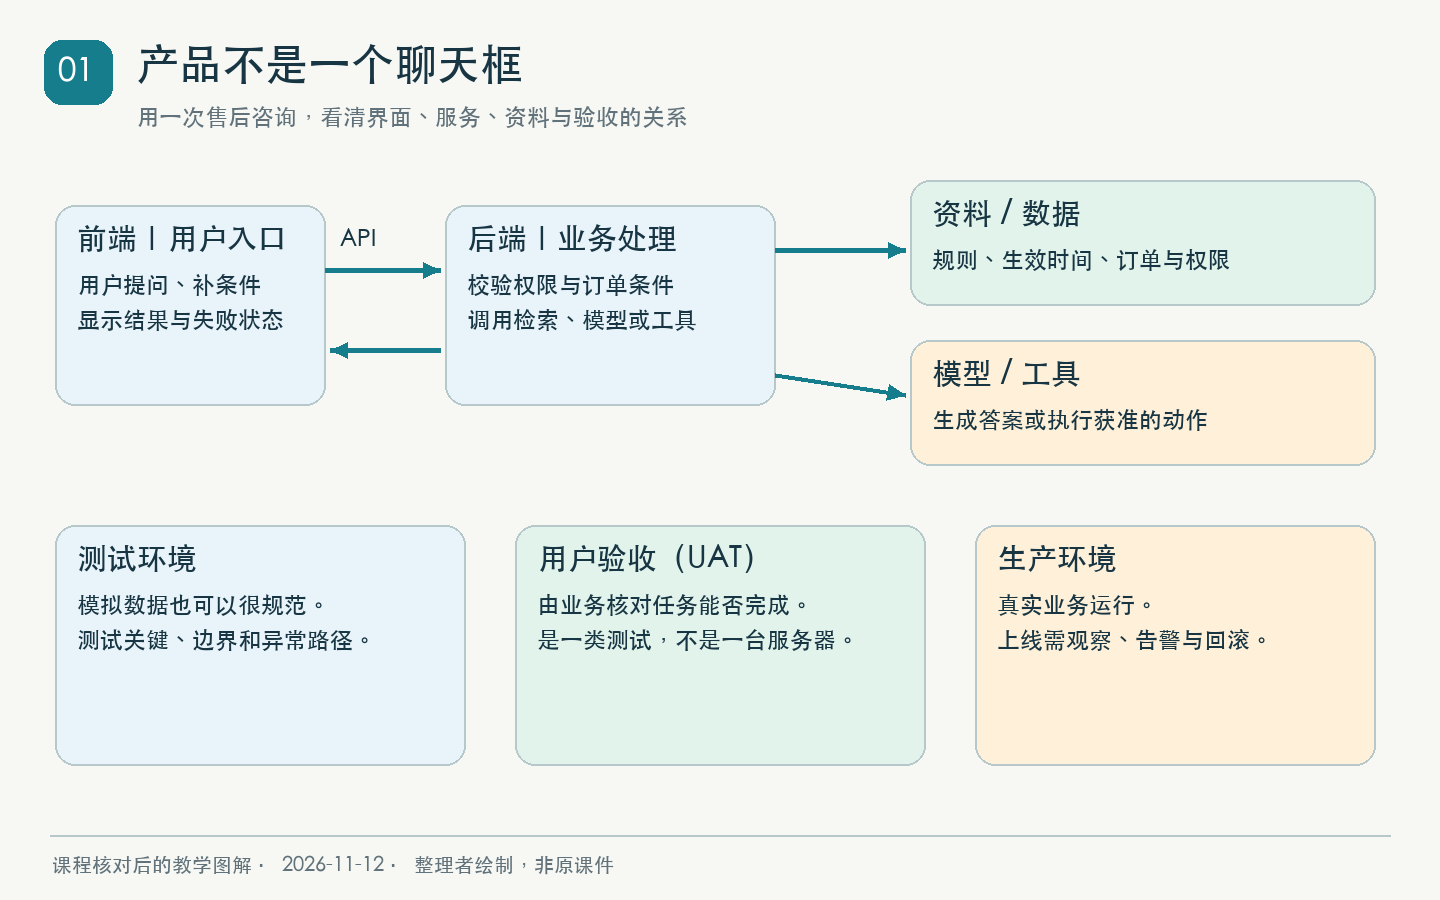 01
产品不是一个聊天框
用一次售后咨询，看清界面、服务、资料与验收的关系
前端｜用户入口
用户提问、补条件
显示结果与失败状态
API
后端｜业务处理
校验权限与订单条件
调用检索、模型或工具
资料 / 数据
规则、生效时间、订单与权限
模型 / 工具
生成答案或执行获准的动作
测试环境
模拟数据也可以很规范。
测试关键、边界和异常路径。
用户验收（UAT）
由业务核对任务能否完成。
是一类测试，不是一台服务器。
生产环境
真实业务运行。
上线需观察、告警与回滚。
课程核对后的教学图解 · 2026-11-12 · 整理者绘制，非原课件